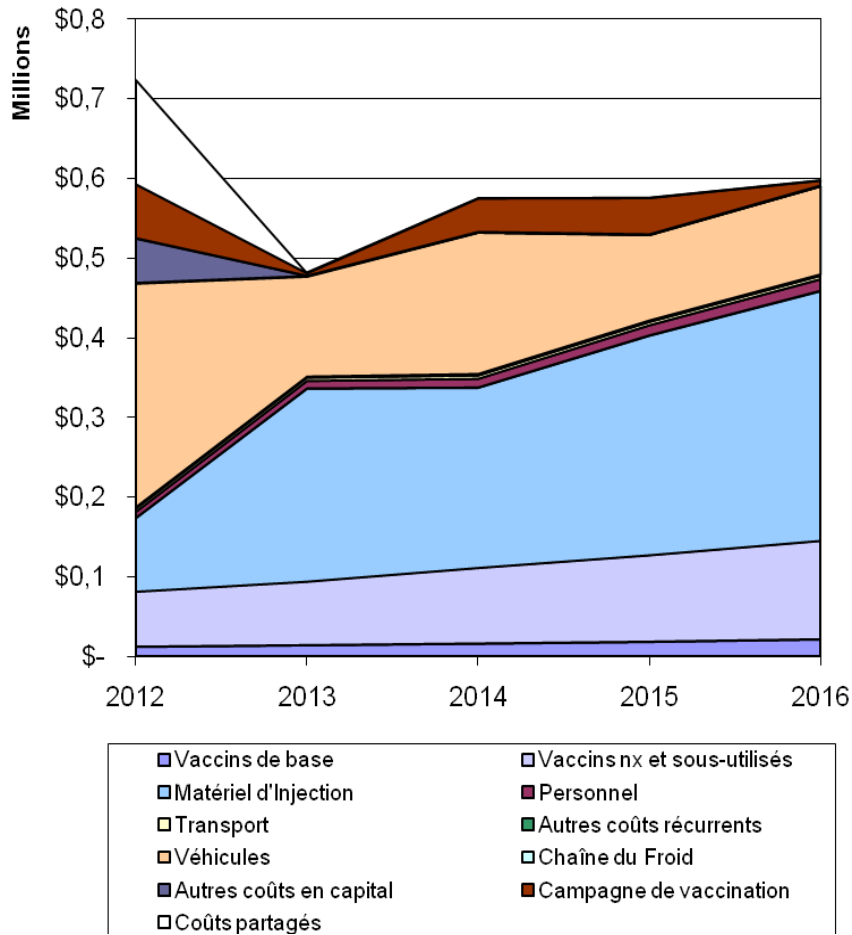 Millions
$0,8
$0,7
$0,6
$0,5
$0,4
$0,3
$0,2
$0,1
$-
2012 2013 2014 2015 2016
Vaccins de base Vaccins nx et sous-utilisés
Matériel d'Injection Personnel
Transport Autres coûts récurrents
Véhicules Chaîne du Froid
Autres coûts en capital Campagne de vaccination
Coûts partagés